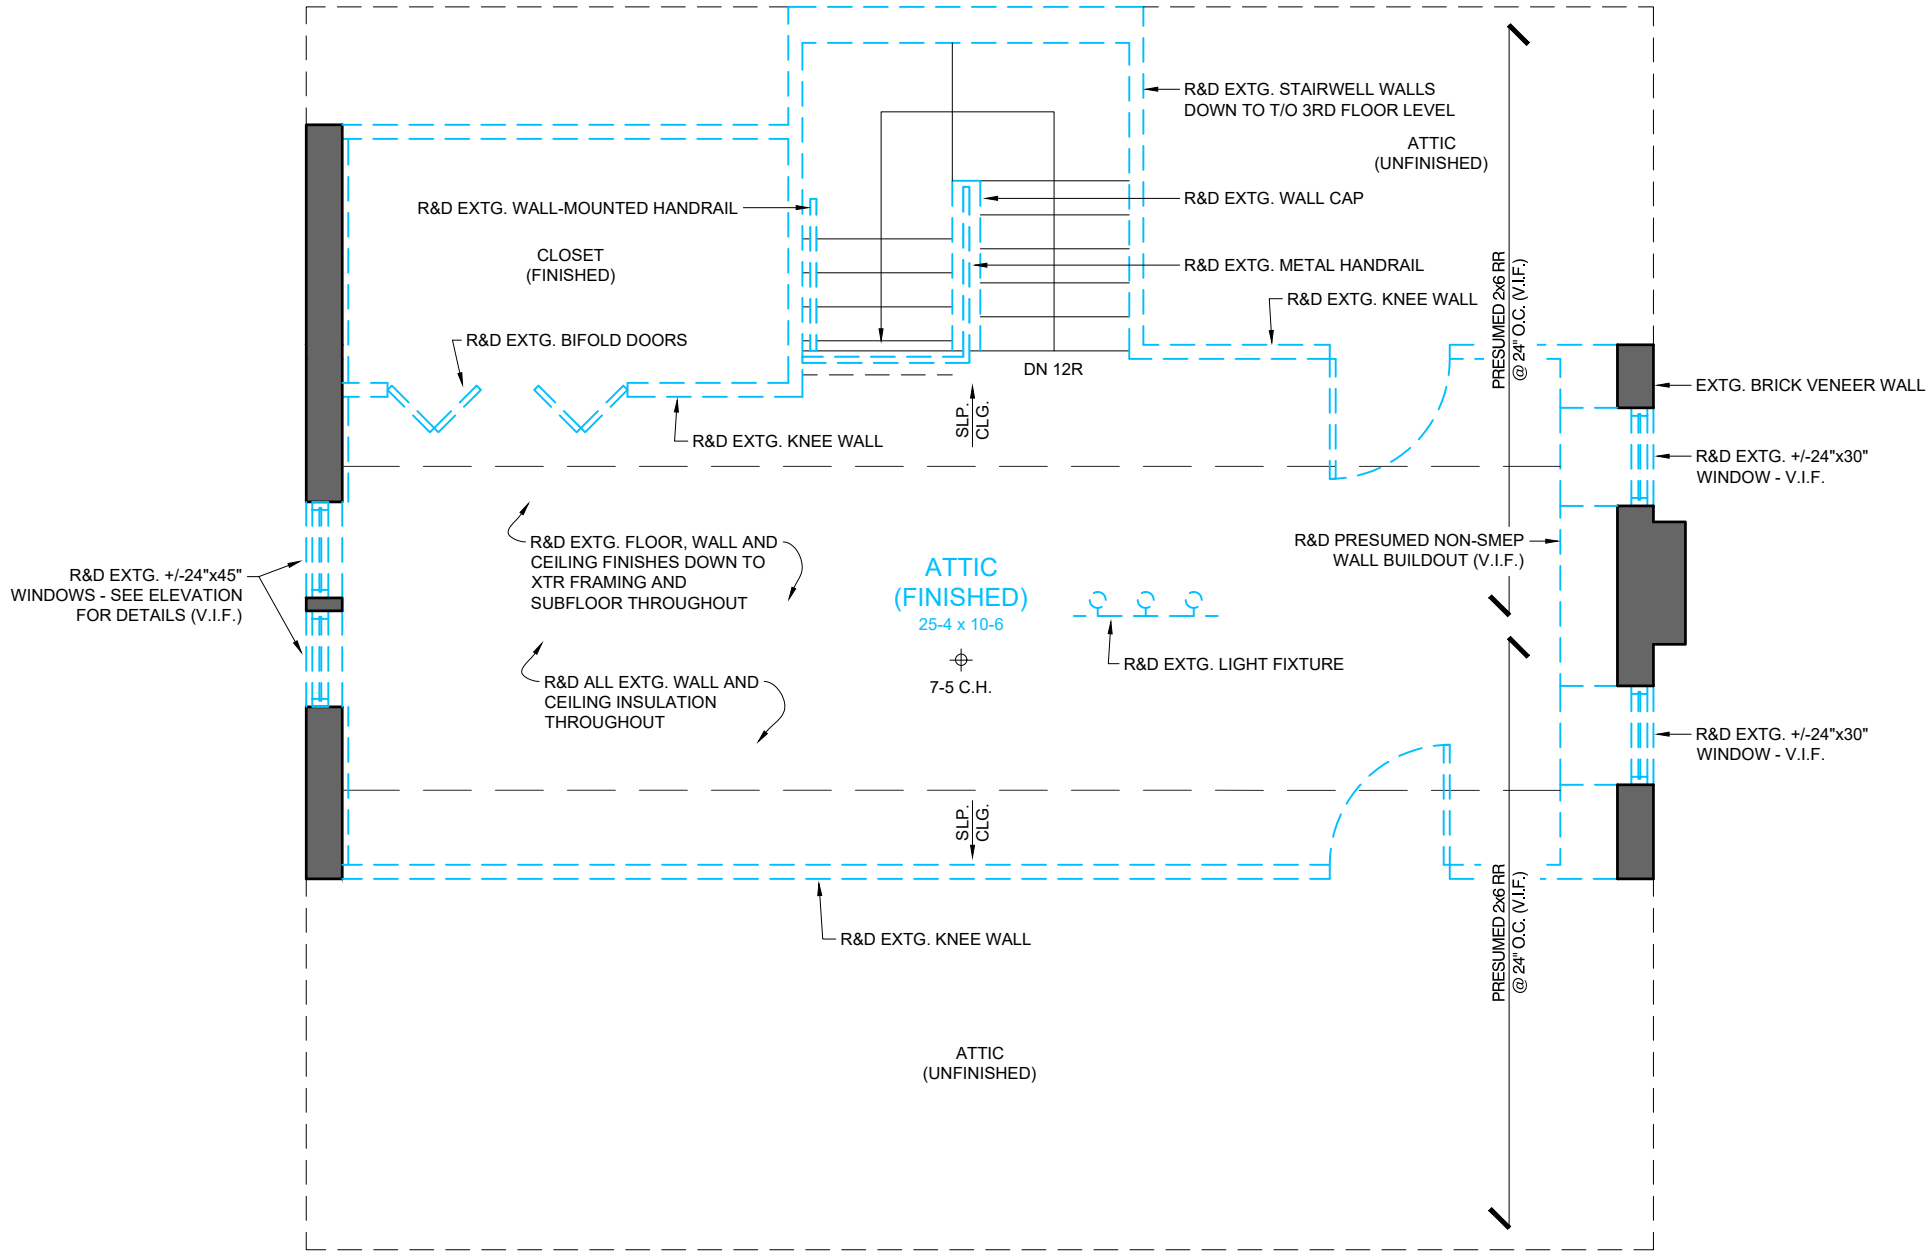 R&D EXTG. STAIRWELL WALLS
DOWN TO T/O 3RD FLOOR LEVEL
ATTIC
(UNFINISHED)
R&D EXTG. WALL-MOUNTED HANDRAIL
R&D EXTG. WALL CAP
CLOSET
(FINISHED)
R&D EXTG. METAL HANDRAIL
R&D EXTG. KNEE WALL
PRESUMED 2x6 RR
@ 24" O.C. (V.I.F.)
R&D EXTG. BIFOLD DOORS
DN 12R
EXTG. BRICK VENEER WALL
SLP.
CLG.
R&D EXTG. KNEE WALL
R&D EXTG. +/-24"x30"
WINDOW - V.I.F.
R&D EXTG. FLOOR, WALL AND
CEILING FINISHES DOWN TO
XTR FRAMING AND
SUBFLOOR THROUGHOUT
R&D PRESUMED NON-SMEP
WALL BUILDOUT (V.I.F.)
R&D EXTG. +/-24"x45"
WINDOWS - SEE ELEVATION
FOR DETAILS (V.I.F.)
ATTIC
(FINISHED)
25-4 x 10-6
7-5 C.H.
R&D EXTG. LIGHT FIXTURE
R&D ALL EXTG. WALL AND
CEILING INSULATION
THROUGHOUT
R&D EXTG. +/-24"x30"
WINDOW - V.I.F.
SLP.
CLG.
PRESUMED 2x6 RR
@ 24" O.C. (V.I.F.)
R&D EXTG. KNEE WALL
ATTIC
(UNFINISHED)